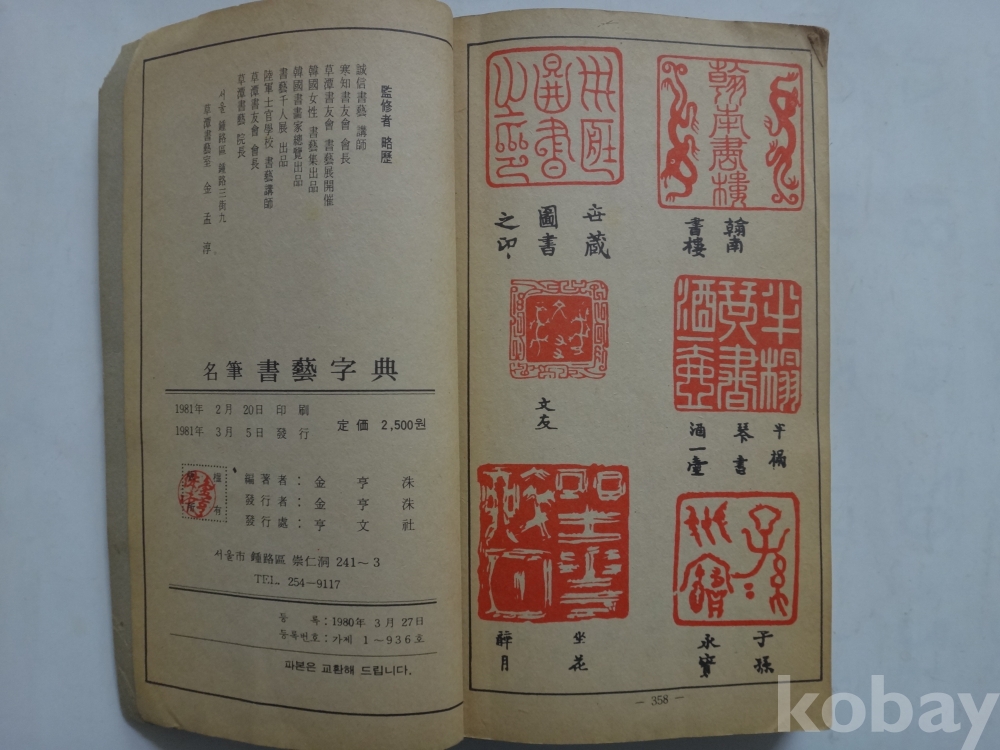 監修者 略歷
誠信書藝 講師
寒知書友會 會長
草潭書友會 書藝展開催
韓國女性 書藝集出品
韓國書畫家總覽出品
書藝千人展 出品
陸軍士官學校 書藝講師
草潭書友會 會長
草潭書藝 院長
서울 鍾路區 鍾路三街九
草潭書藝室 金 孟 淳
名筆 書藝字典
1981年 2月 20日 印刷
1981年 3月 5日 發行
定価 2,500원
編著者: 金亨洙
發行者: 金亨洙
發行處: 亨文社
서울市 鍾路區 崇仁洞 241~3
TEL. 254~9117
등 록: 1980年 3月 27日
등록번호: 가제 1~936호
파본은 교환해 드립니다.
翰南
書樓
世蔵
圖書
之印
半榻
琴書
酒一壺
文友
子孫
永寶
坐花
醉月
— 358 —
kobay